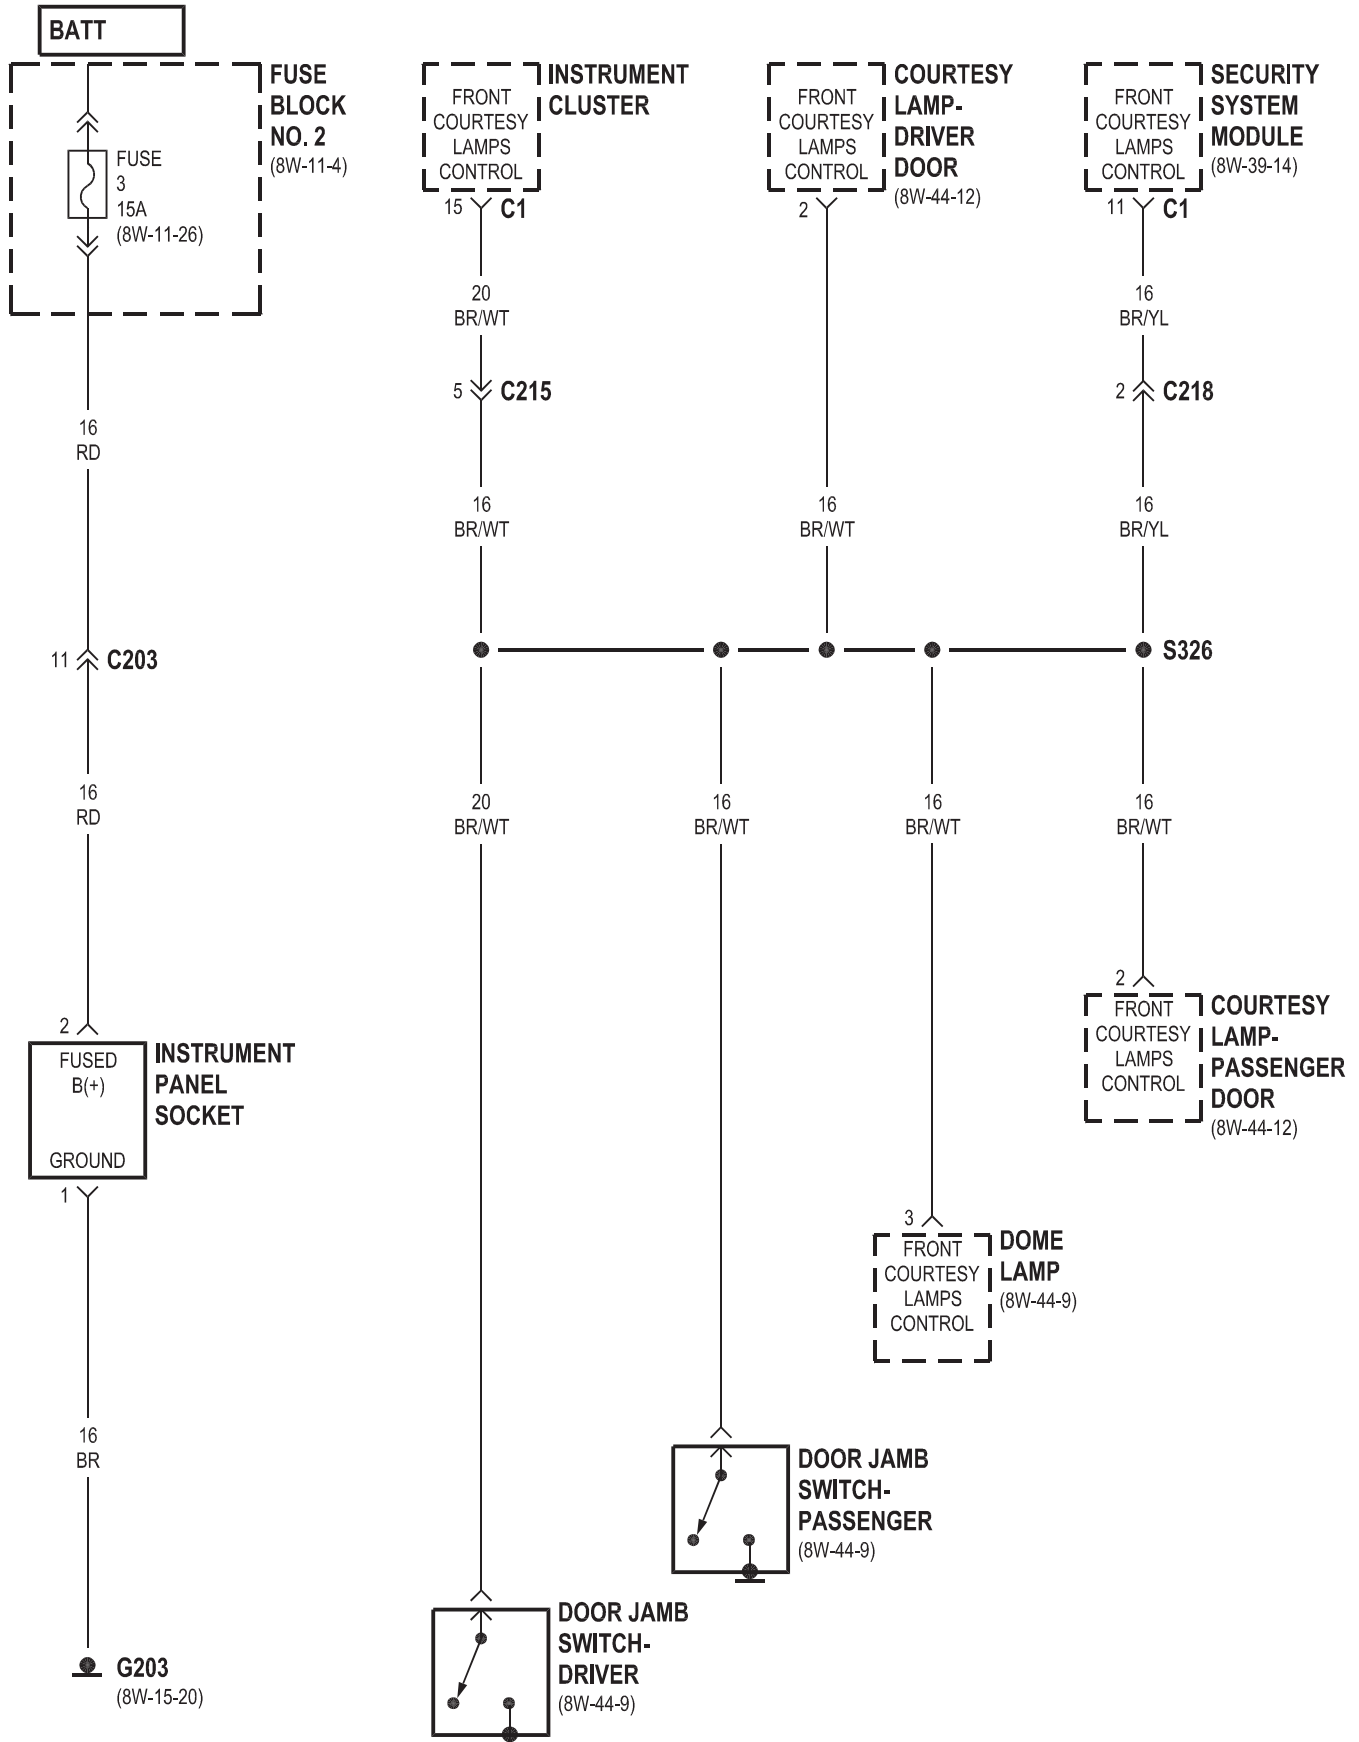 BATT
FUSE
BLOCK
NO. 2
(8W-11-4)
FUSE
3
15A
(8W-11-26)
16
RD
11
C203
16
RD
2
FUSED
B(+)
GROUND
INSTRUMENT
PANEL
SOCKET
1
16
BR
G203
(8W-15-20)
FRONT
COURTESY
LAMPS
CONTROL
INSTRUMENT
CLUSTER
15
C1
20
BR/WT
5
C215
16
BR/WT
FRONT
COURTESY
LAMPS
CONTROL
COURTESY
LAMP-
DRIVER
DOOR
(8W-44-12)
2
16
BR/WT
FRONT
COURTESY
LAMPS
CONTROL
SECURITY
SYSTEM
MODULE
(8W-39-14)
11
C1
16
BR/YL
2
C218
16
BR/YL
S326
20
BR/WT
16
BR/WT
16
BR/WT
16
BR/WT
2
FRONT
COURTESY
LAMPS
CONTROL
COURTESY
LAMP-
PASSENGER
DOOR
(8W-44-12)
3
FRONT
COURTESY
LAMPS
CONTROL
DOME
LAMP
(8W-44-9)
DOOR JAMB
SWITCH-
PASSENGER
(8W-44-9)
DOOR JAMB
SWITCH-
DRIVER
(8W-44-9)